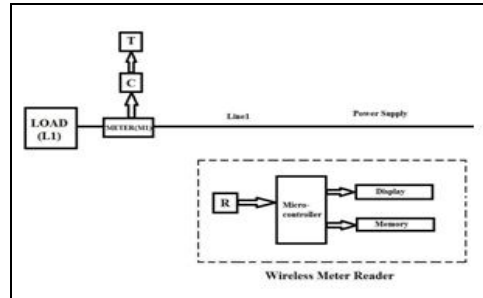 T
C
LOAD
(L1)
METER(M1)
Line1
Power Supply
R
Micro-
controller
Display
Memory
Wireless Meter Reader